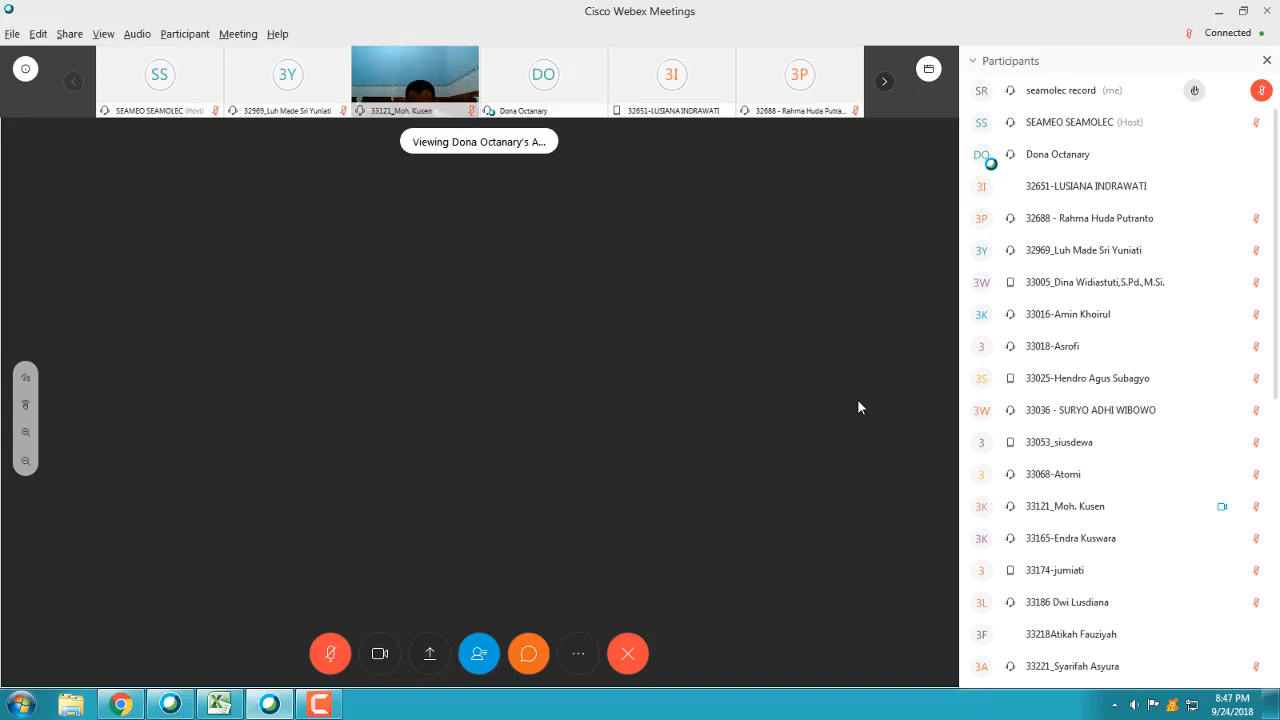 Cisco Webex Meetings
File Edit Share View Audio Participant Meeting Help
Connected
SS
3Y
DO
3I
3P
SEAMEO SEAMOLEC (Host)
32969_Luh Made Sri Yuniati
33121_Moh. Kusen
Dona Octanary
32651-LUSIANA INDRAWATI
32688 - Rahma Huda Putra...
Viewing Dona Octanary's A...
Participants
SR seamolec record (me)
SS SEAMEO SEAMOLEC (Host)
DO Dona Octanary
3I 32651-LUSIANA INDRAWATI
3P 32688 - Rahma Huda Putranto
3Y 32969_Luh Made Sri Yuniati
3W 33005_Dina Widiastuti,S.Pd.,M.Si.
3K 33016-Amin Khoirul
3 33018-Asrofi
3S 33025-Hendro Agus Subagyo
3W 33036 - SURYO ADHI WIBOWO
3 33053_siusdewa
3 33068-Atomi
3K 33121_Moh. Kusen
3K 33165-Endra Kuswara
3 33174-jumiati
3L 33186 Dwi Lusdiana
3F 33218Atikah Fauziyah
3A 33221_Syarifah Asyura
8:47 PM
9/24/2018